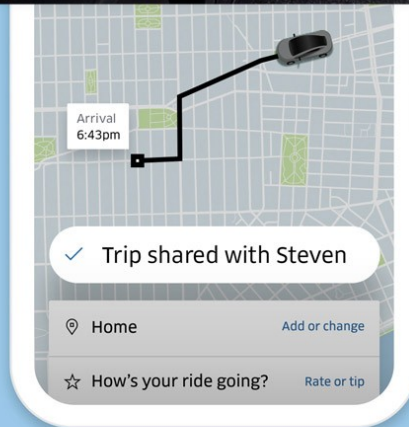 Arrival
6:43pm
Trip shared with Steven
Home
Add or change
How's your ride going?
Rate or tip